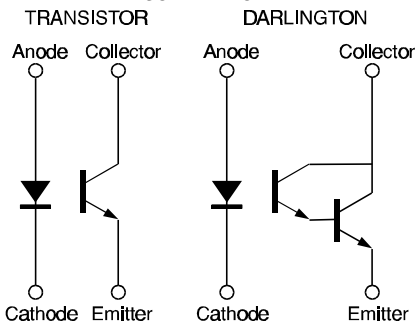 TRANSISTOR DARLINGTON
Anode Collector Anode Collector
Cathode Emitter Cathode Emitter